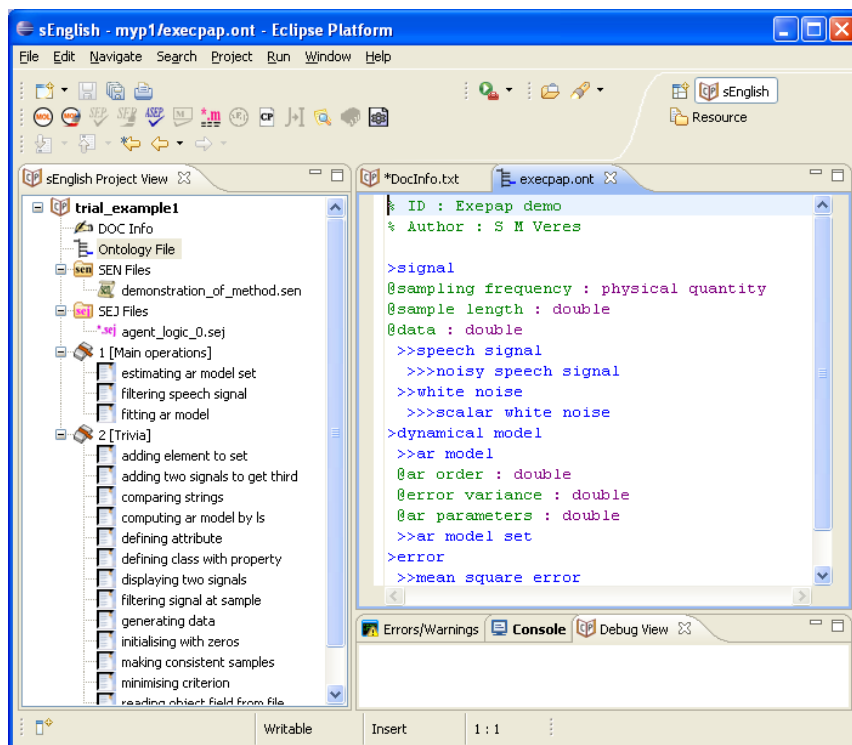 sEnglish - myp1/execpap.ont - Eclipse Platform
File Edit Navigate Search Project Run Window Help
sEnglish
Resource
sEnglish Project View
trial_example1
DOC Info
Ontology File
SEN Files
demonstration_of_method.sen
SEJ Files
agent_logic_0.sej
1 [Main operations]
estimating ar model set
filtering speech signal
fitting ar model
2 [Trivia]
adding element to set
adding two signals to get third
comparing strings
computing ar model by ls
defining attribute
defining class with property
displaying two signals
filtering signal at sample
generating data
initialising with zeros
making consistent samples
minimising criterion
reading object field from file
*DocInfo.txt execpap.ont
% ID : Exepap demo
% Author : S M Veres
>signal
@sampling frequency : physical quantity
@sample length : double
@data : double
>>speech signal
>>>noisy speech signal
>>white noise
>>>scalar white noise
>dynamical model
>>ar model
@ar order : double
@error variance : double
@ar parameters : double
>>ar model set
>error
>>mean square error
Errors/Warnings Console Debug View
Writable Insert 1 : 1